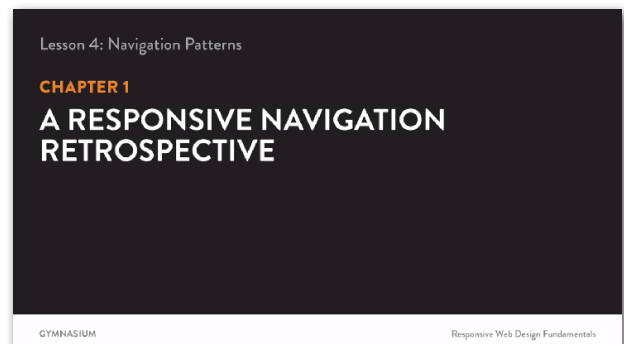 Lesson 4: Navigation Patterns
CHAPTER 1
A RESPONSIVE NAVIGATION
RETROSPECTIVE
GYMNASIUM
Responsive Web Design Fundamentals